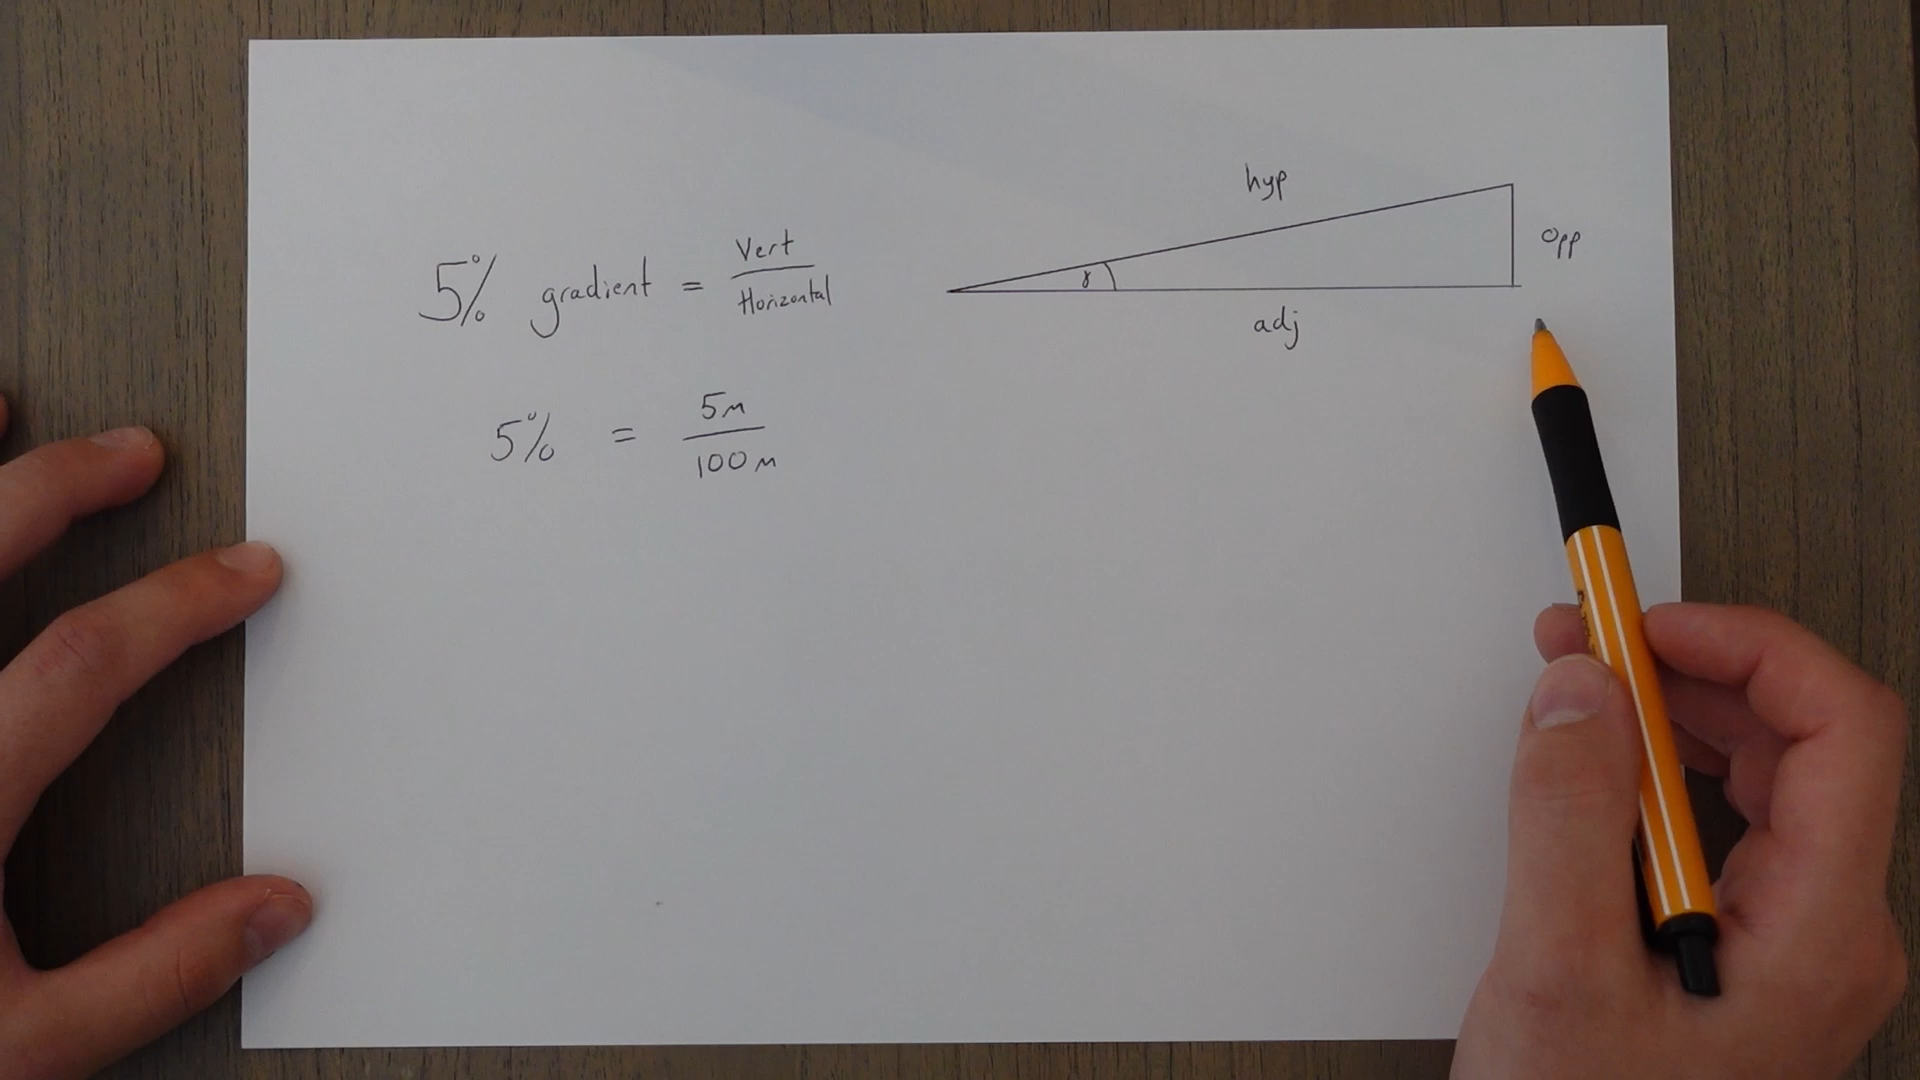 5% gradient = Vert
Horizontal
5% = 5m
100m
hyp
opp
γ
adj